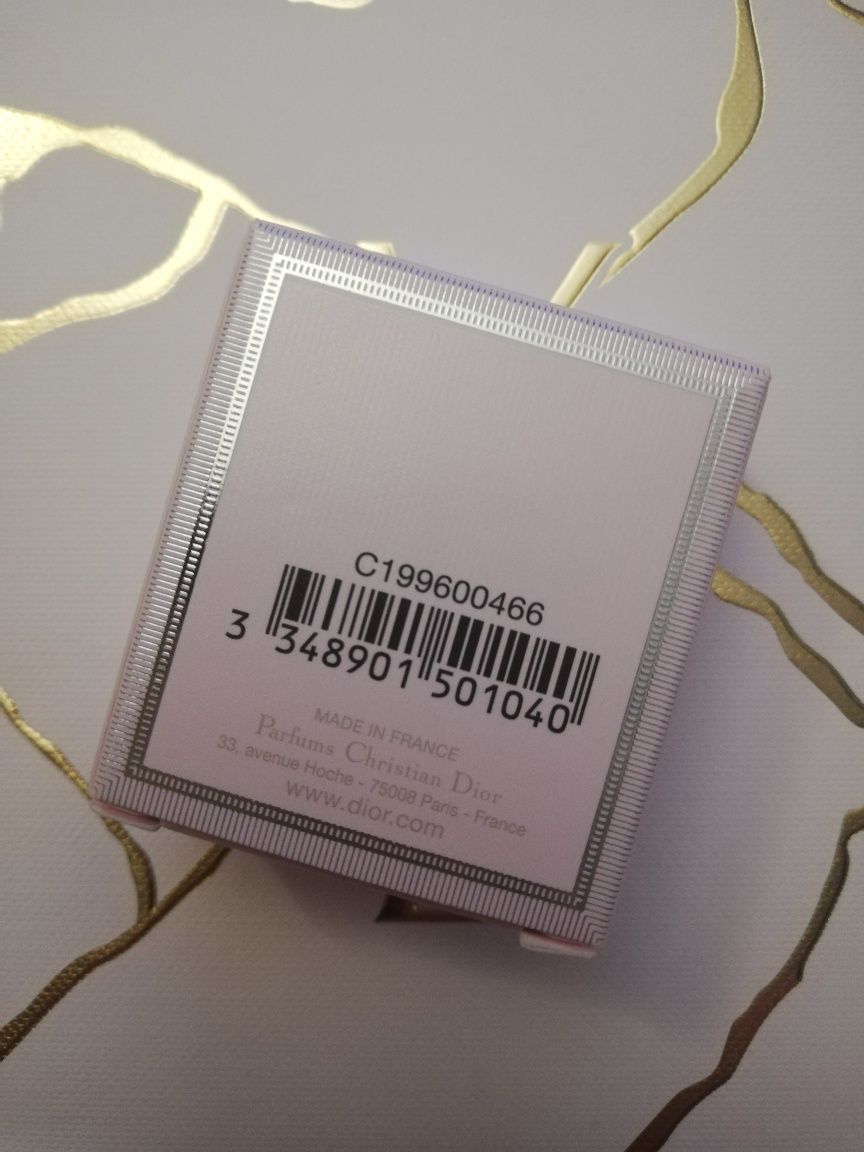 C199600466
3 348901 501040
MADE IN FRANCE
Parfums Christian Dior
33, avenue Hoche - 75008 Paris - France
www.dior.com